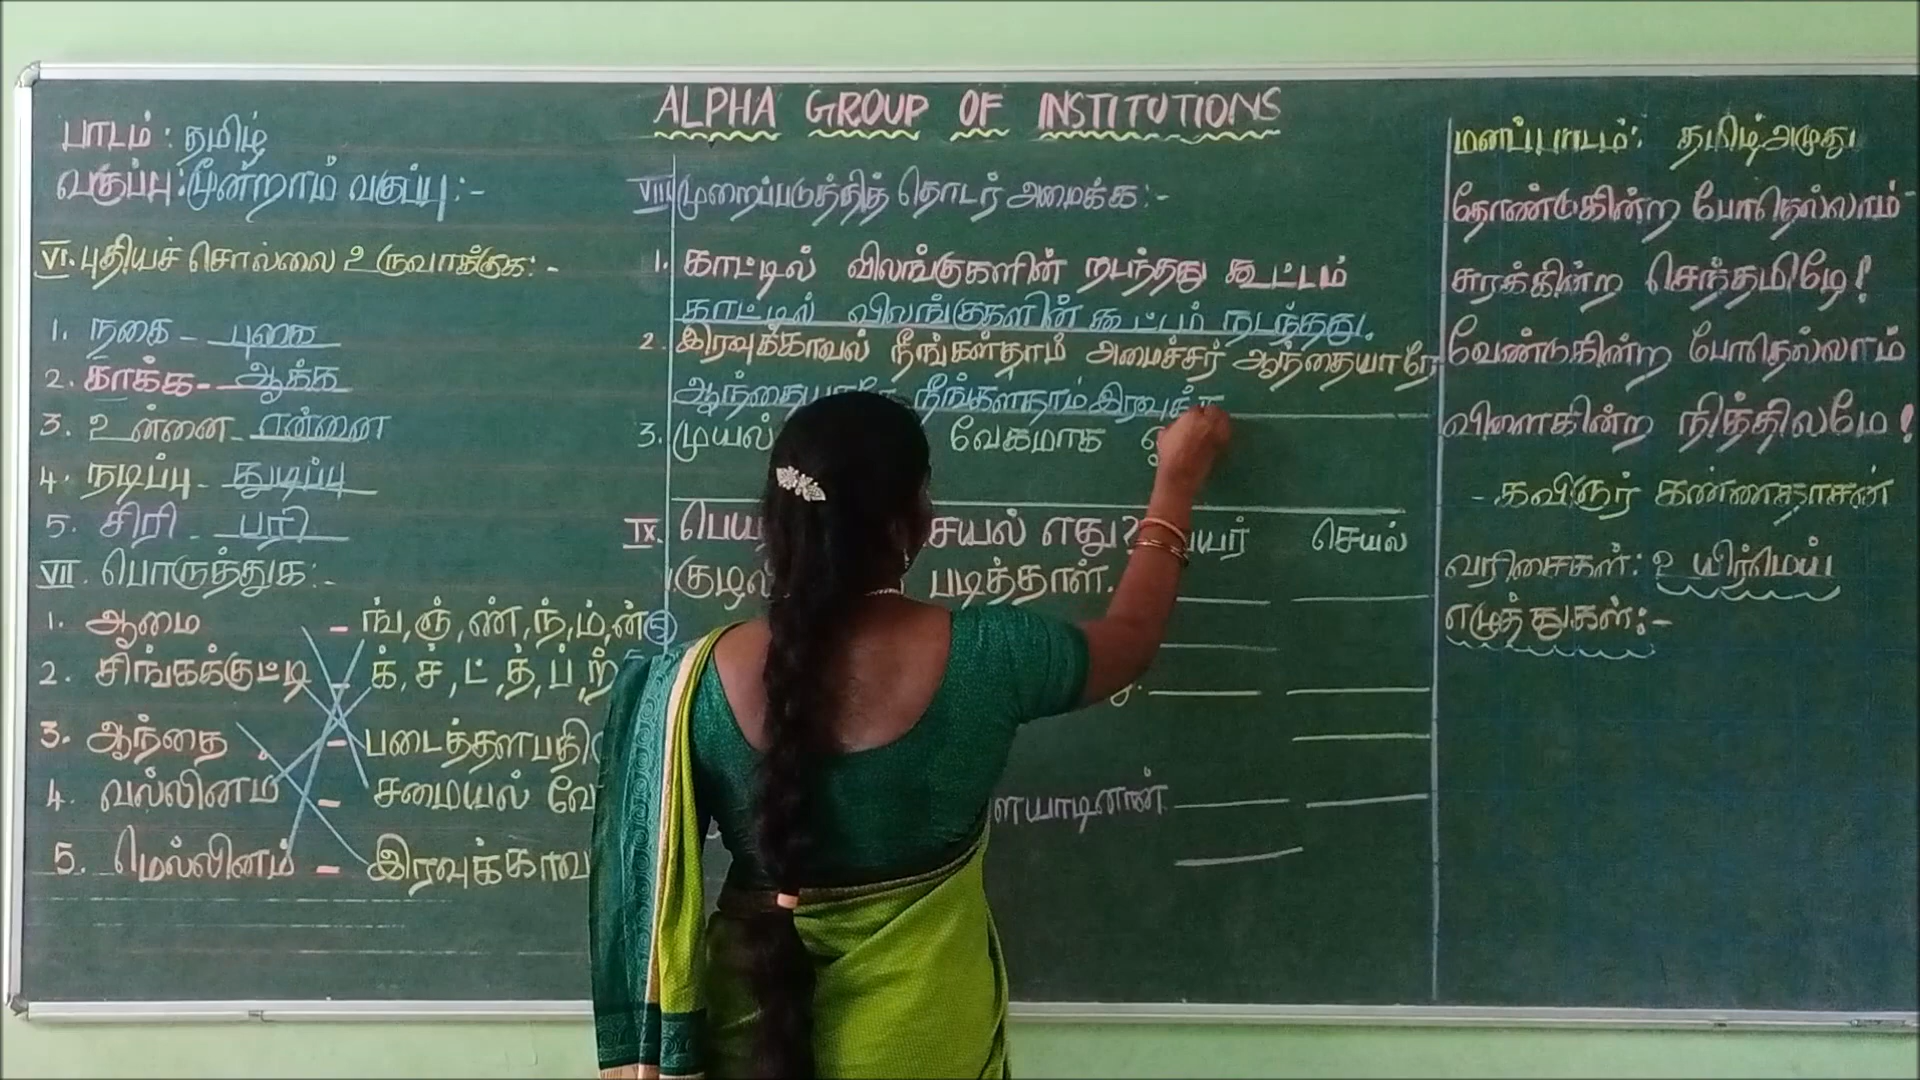 ALPHA GROUP OF INSTITUTIONS
பாடம் : தமிழ்
வகுப்பு : மூன்றாம் வகுப்பு :-
VI. புதியச் சொல்லை உருவாக்குக :-
1. நகை - புகை
2. காக்க - ஆக்க
3. உன்னை - என்னை
4. நடிப்பு - துடிப்பு
5. சிரி - பரி
VII. பொருத்துக :-
1. ஆமை - ங்,ஞ்,ண்,ந்,ம்,ன் 5
2. சிங்கக்குட்டி - க்,ச்,ட்,த்,ப்,ற்
3. ஆந்தை - படைத்தளபதி
4. வல்லினம் - சமையல்
5. மெல்லினம் -
VIII முறைப்படுத்தித் தொடர் அமைக்க :-
1. காட்டில் விலங்குகளின் நடந்தது கூட்டம்
காட்டில் விலங்குகளின் கூட்டம் நடந்தது.
2. இரவுக்காவல் நீங்கள்தாம் அமைச்சர் ஆந்தையாரே
நீங்கள்தாம் இரவுக்
3. முயல் வேகமாக
IX. செயல் எது? பெயர் செயல்
படித்தாள்.
மனப்பாடம்: தமிழ் அமுது
தோண்டுகின்ற போதெல்லாம்
சுரக்கின்ற செந்தமிழே!
வேண்டுகின்ற போதெல்லாம்
விளைகின்ற நித்திலமே!
- கவிஞர் கண்ணதாசன்
வரிசைகள்: உயிர்மெய்
எழுத்துகள்:-